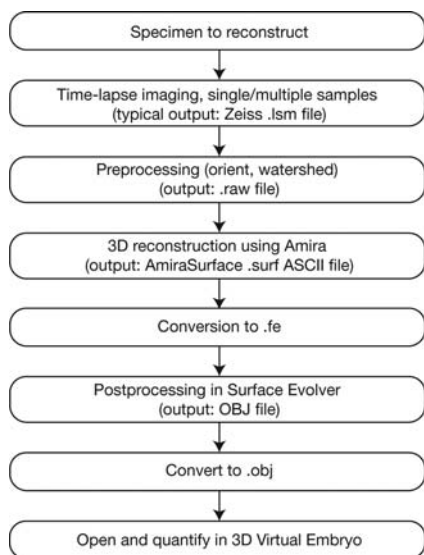 Specimen to reconstruct
Time-lapse imaging, single/multiple samples
(typical output: Zeiss .lsm file)
Preprocessing (orient, watershed)
(output: .raw file)
3D reconstruction using Amira
(output: AmiraSurface .surf ASCII file)
Conversion to .fe
Postprocessing in Surface Evolver
(output: OBJ file)
Convert to .obj
Open and quantify in 3D Virtual Embryo